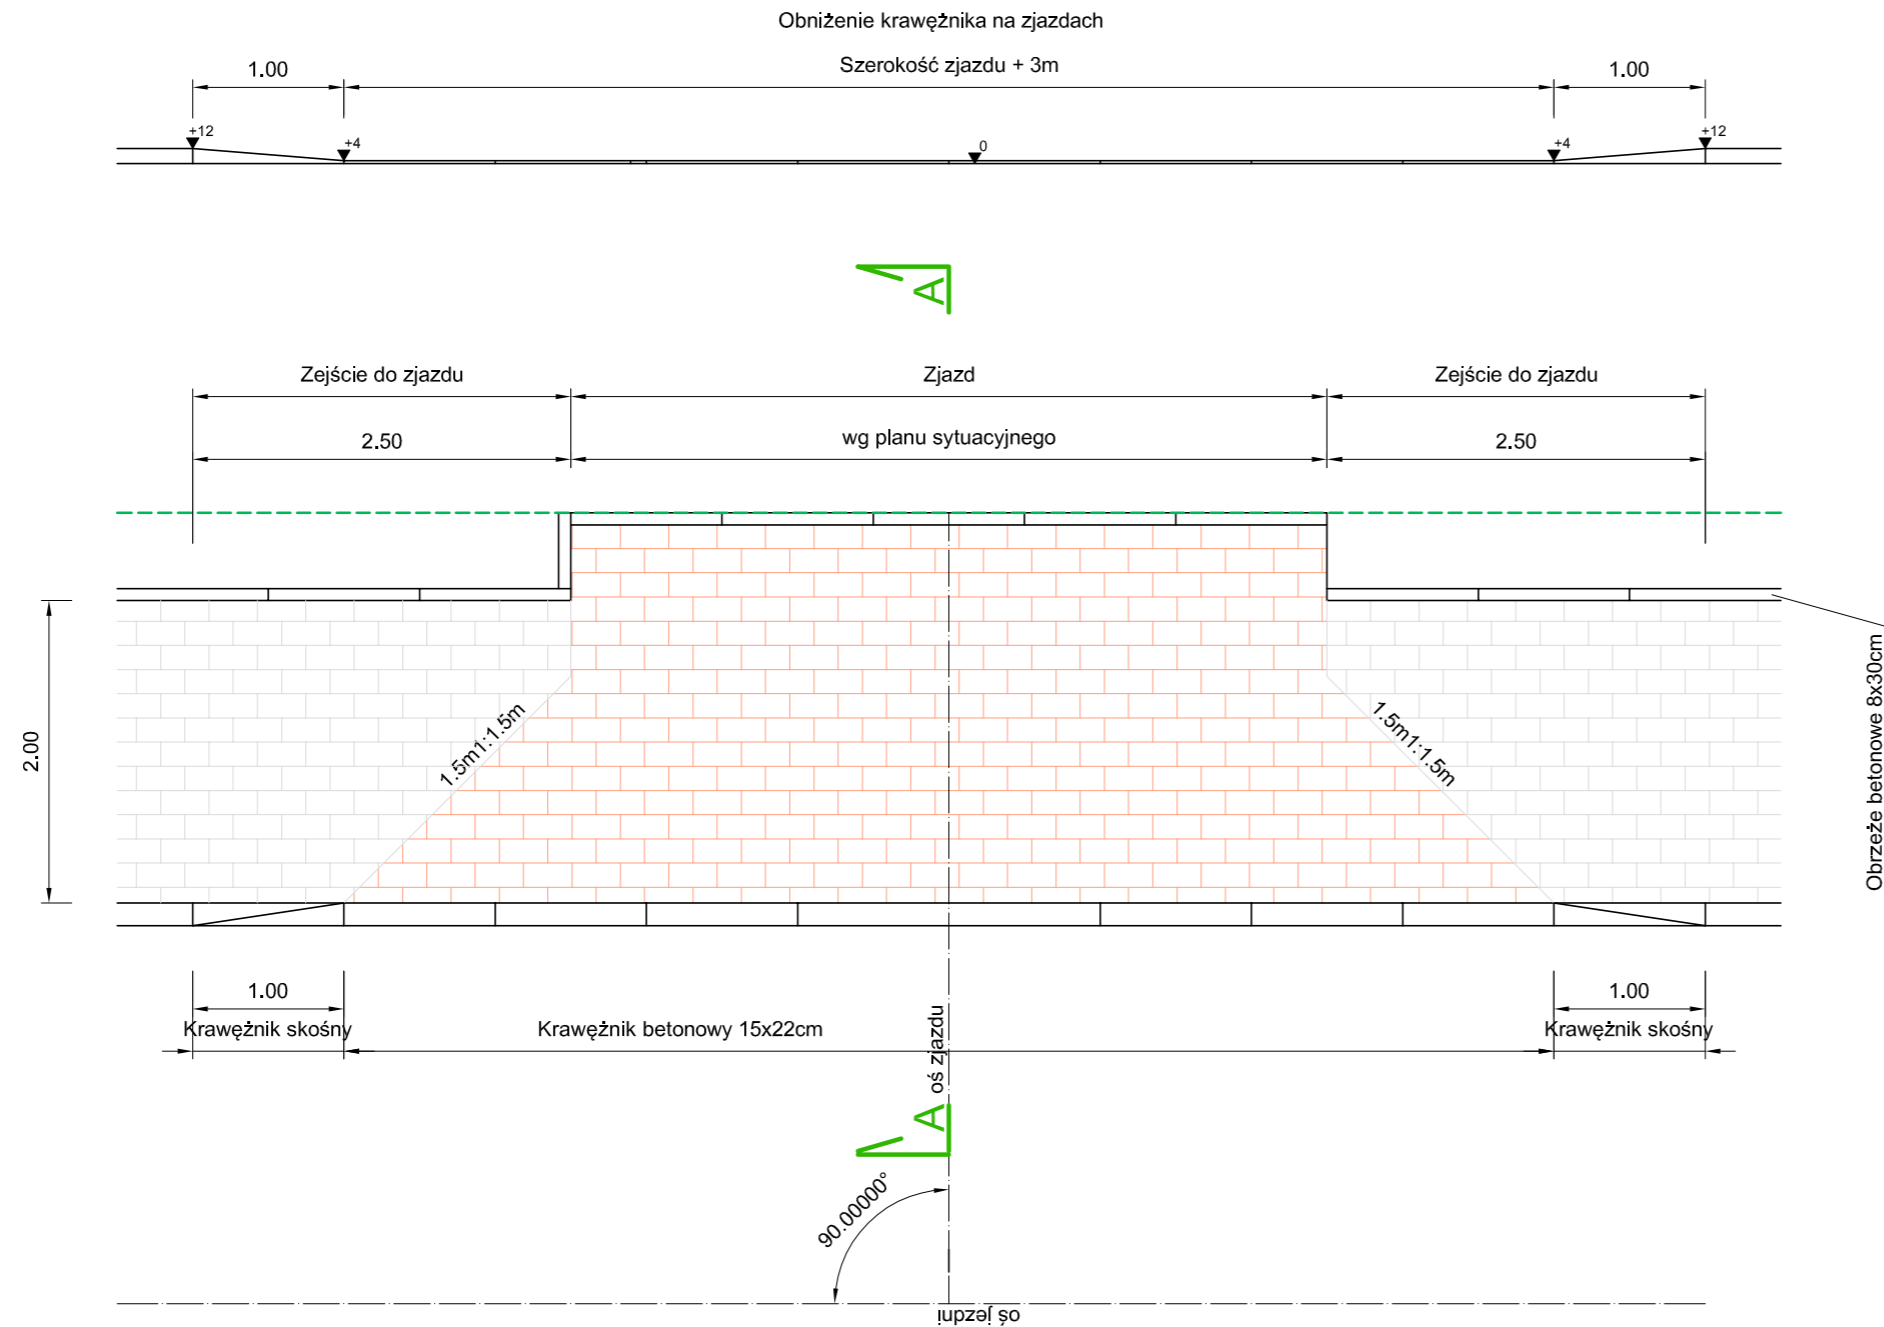 Obniżenie krawężnika na zjazdach
Szerokość zjazdu + 3m
1.00
1.00
+12
+4
0
+4
+12
A
Zejście do zjazdu
Zjazd
Zejście do zjazdu
2.50
wg planu sytuacyjnego
2.50
2.00
1.5m1:1.5m
1.5m1:1.5m
Obrzeże betonowe 8x30cm
1.00
1.00
Krawężnik skośny
Krawężnik betonowy 15x22cm
Krawężnik skośny
oś zjazdu
A
90.00000°
oś jezdni